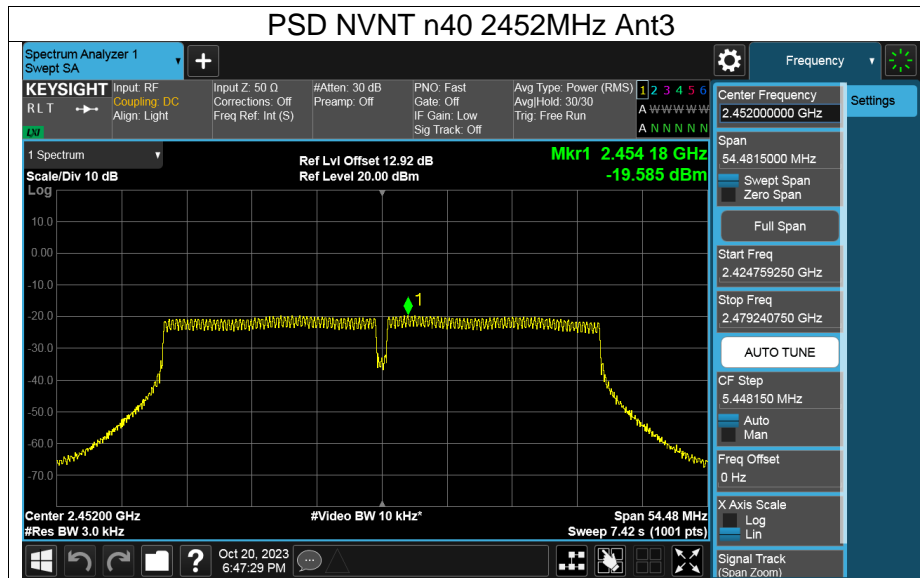 PSD NVNT n40 2452MHz Ant3
Spectrum Analyzer 1
Swept SA
+
Frequency
KEYSIGHT
R L T
LXI
Input: RF
Coupling: DC
Align: Light
Input Z: 50 Ω
Corrections: Off
Freq Ref: Int (S)
#Atten: 30 dB
Preamp: Off
PNO: Fast
Gate: Off
IF Gain: Low
Sig Track: Off
Avg Type: Power (RMS)
Avg|Hold: 30/30
Trig: Free Run
1 2 3 4 5 6
A W W W W W
A N N N N N
1 Spectrum
Scale/Div 10 dB
Log
Ref Lvl Offset 12.92 dB
Ref Level 20.00 dBm
Mkr1 2.454 18 GHz
-19.585 dBm
10.0
0.00
-10.0
-20.0
-30.0
-40.0
-50.0
-60.0
-70.0
1
Center 2.45200 GHz
#Res BW 3.0 kHz
#Video BW 10 kHz*
Span 54.48 MHz
Sweep 7.42 s (1001 pts)
?
Oct 20, 2023
6:47:29 PM
Center Frequency
2.452000000 GHz
Settings
Span
54.4815000 MHz
Swept Span
Zero Span
Full Span
Start Freq
2.424759250 GHz
Stop Freq
2.479240750 GHz
AUTO TUNE
CF Step
5.448150 MHz
Auto
Man
Freq Offset
0 Hz
X Axis Scale
Log
Lin
Signal Track
(Span Zoom)